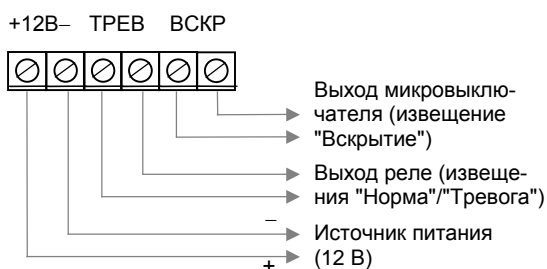 +12В– ТРЕВ ВСКР
Выход микровыклю-
чателя (извещение
"Вскрытие")
Выход реле (извеще-
ния "Норма"/"Тревога")
–
Источник питания
+
(12 В)